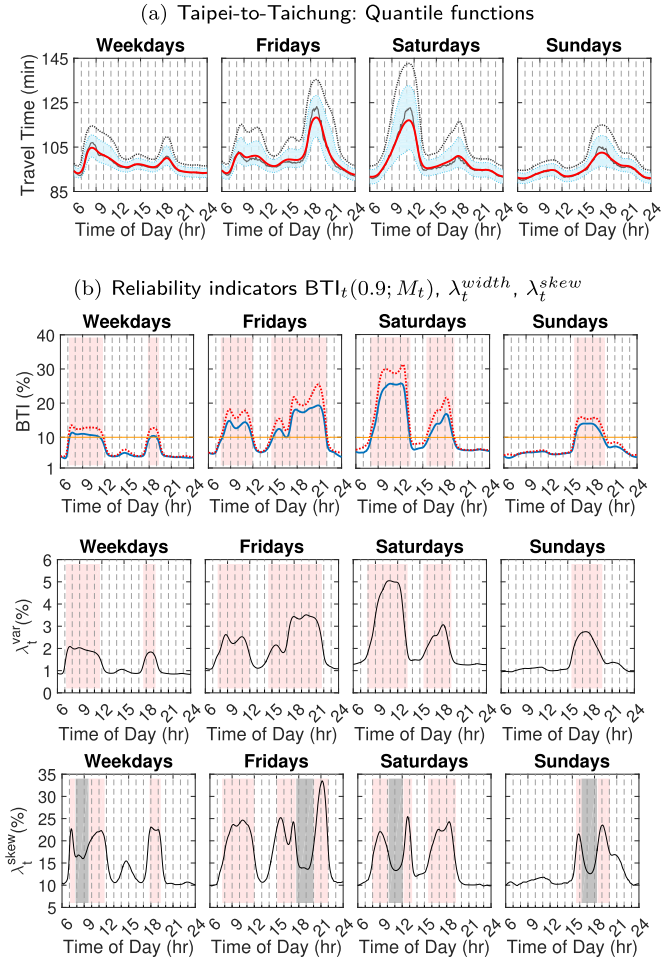 (a) Taipei-to-Taichung: Quantile functions
Weekdays Fridays Saturdays Sundays
Travel Time (min)
145
125
105
85
6 9 12 15 18 21 24 6 9 12 15 18 21 24 6 9 12 15 18 21 24 6 9 12 15 18 21 24
Time of Day (hr) Time of Day (hr) Time of Day (hr) Time of Day (hr)
(b) Reliability indicators BTI_t(0.9; M_t), λ_t^{width}, λ_t^{skew}
Weekdays Fridays Saturdays Sundays
BTI (%)
40
30
20
10
1
6 9 12 15 18 21 24 6 9 12 15 18 21 24 6 9 12 15 18 21 24 6 9 12 15 18 21 24
Time of Day (hr) Time of Day (hr) Time of Day (hr) Time of Day (hr)
Weekdays Fridays Saturdays Sundays
λ_t^{var}(%)
6
5
4
3
2
1
0
6 9 12 15 18 21 24 6 9 12 15 18 21 24 6 9 12 15 18 21 24 6 9 12 15 18 21 24
Time of Day (hr) Time of Day (hr) Time of Day (hr) Time of Day (hr)
Weekdays Fridays Saturdays Sundays
λ_t^{skew}(%)
35
30
25
20
15
10
5
6 9 12 15 18 21 24 6 9 12 15 18 21 24 6 9 12 15 18 21 24 6 9 12 15 18 21 24
Time of Day (hr) Time of Day (hr) Time of Day (hr) Time of Day (hr)